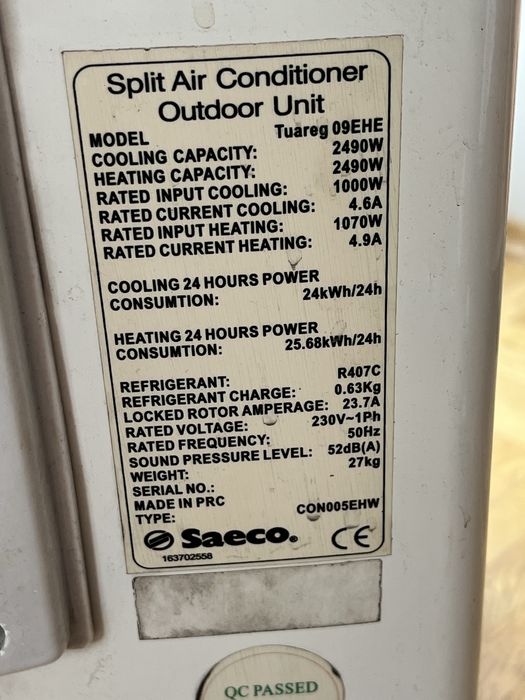 Split Air Conditioner
Outdoor Unit
MODEL Tuareg 09EHE
COOLING CAPACITY: 2490W
HEATING CAPACITY: 2490W
RATED INPUT COOLING: 1000W
RATED CURRENT COOLING: 4.6A
RATED INPUT HEATING: 1070W
RATED CURRENT HEATING: 4.9A
COOLING 24 HOURS POWER
CONSUMTION: 24kWh/24h
HEATING 24 HOURS POWER
CONSUMTION: 25.68kWh/24h
REFRIGERANT: R407C
REFRIGERANT CHARGE: 0.63Kg
LOCKED ROTOR AMPERAGE: 23.7A
RATED VOLTAGE: 230V~1Ph
RATED FREQUENCY: 50Hz
SOUND PRESSURE LEVEL: 52dB(A)
WEIGHT: 27kg
SERIAL NO.:
MADE IN PRC
TYPE: CON005EHW
Saeco. CE
163702558
QC PASSED